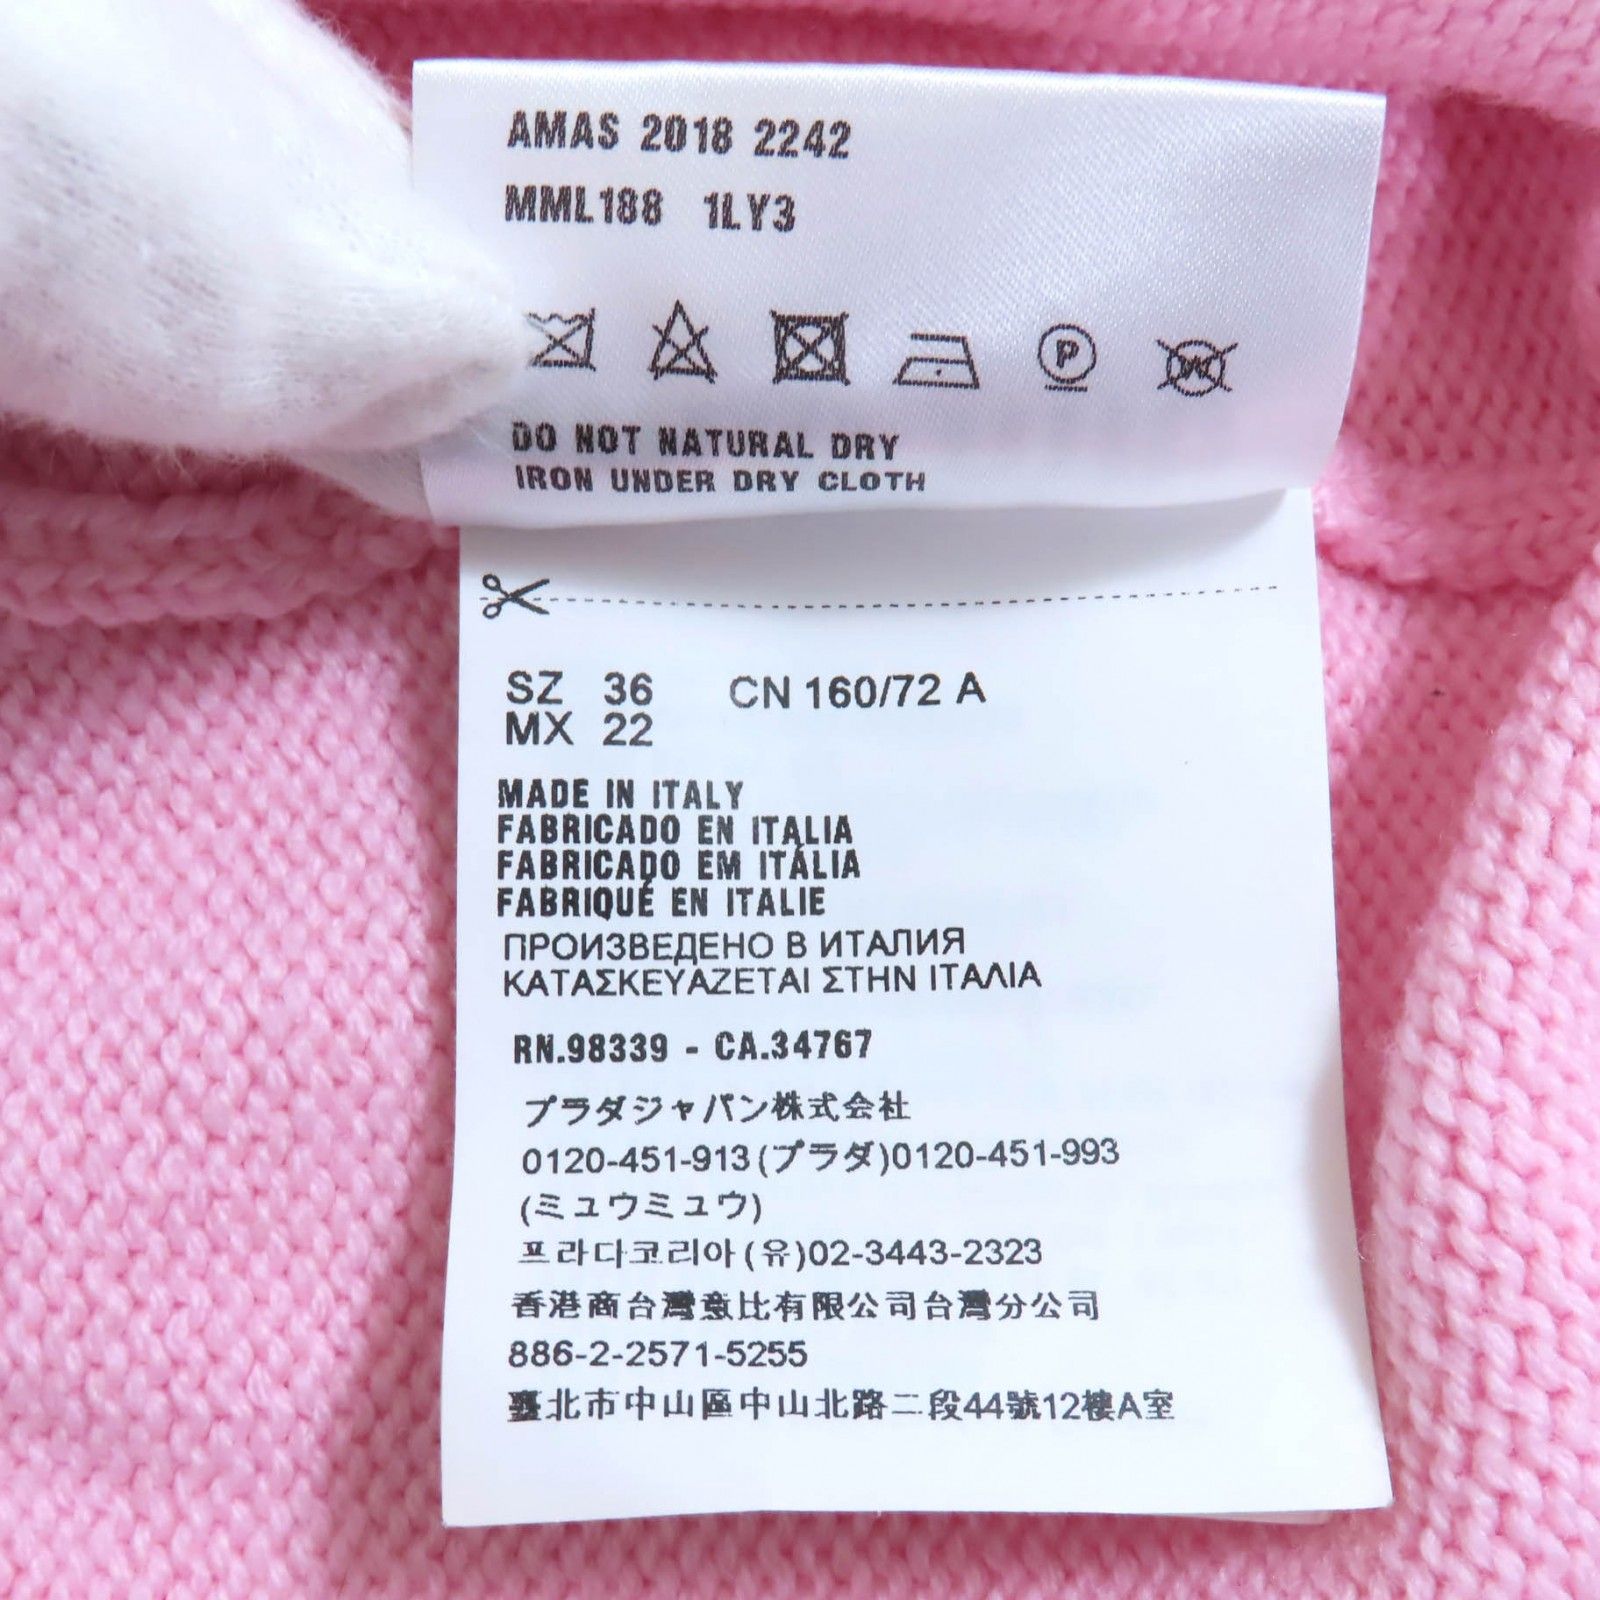 AMAS 2018 2242
MML188 1LY3
P W
DO NOT NATURAL DRY
IRON UNDER DRY CLOTH
SZ 36 CN 160/72 A
MX 22
MADE IN ITALY
FABRICADO EN ITALIA
FABRICADO EM ITÁLIA
FABRIQUÉ EN ITALIE
ПРОИЗВЕДЕНО В ИТАЛИЯ
ΚΑΤΑΣΚΕΥΑΖΕΤΑΙ ΣΤΗΝ ΙΤΑΛΙΑ
RN.98339 - CA.34767
プラダジャパン株式会社
0120-451-913(プラダ)0120-451-993
(ミュウミュウ)
프라다코리아(유)02-3443-2323
香港商台灣意比有限公司台灣分公司
886-2-2571-5255
臺北市中山區中山北路二段44號12樓A室